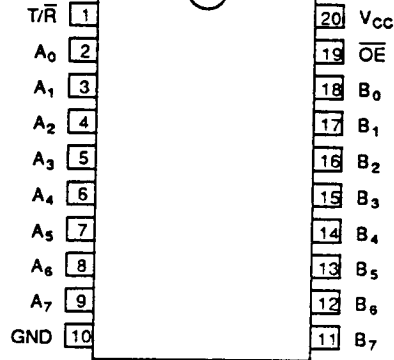 T/R̅ 1 20 VCC
A0 2 19 O̅E̅
A1 3 18 B0
A2 4 17 B1
A3 5 16 B2
A4 6 15 B3
A5 7 14 B4
A6 8 13 B5
A7 9 12 B6
GND 10 11 B7